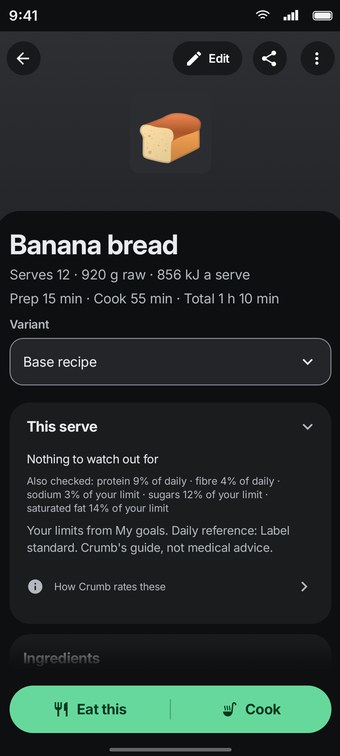 9:41
Edit
Banana bread
Serves 12 · 920 g raw · 856 kJ a serve
Prep 15 min · Cook 55 min · Total 1 h 10 min
Variant
Base recipe
This serve
Nothing to watch out for
Also checked: protein 9% of daily · fibre 4% of daily ·
sodium 3% of your limit · sugars 12% of your limit ·
saturated fat 14% of your limit
Your limits from My goals. Daily reference: Label
standard. Crumb's guide, not medical advice.
How Crumb rates these
Ingredients
Eat this
Cook